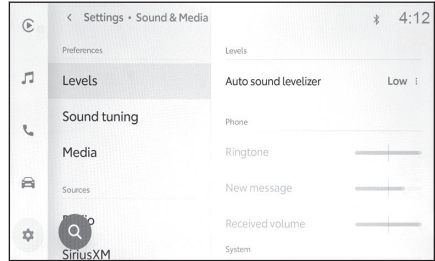 < Settings • Sound & Media
4:12
Preferences
Levels
Sound tuning
Media
Sources
Radio
SiriusXM
Levels
Auto sound levelizer
Low
Phone
Ringtone
New message
Received volume
System